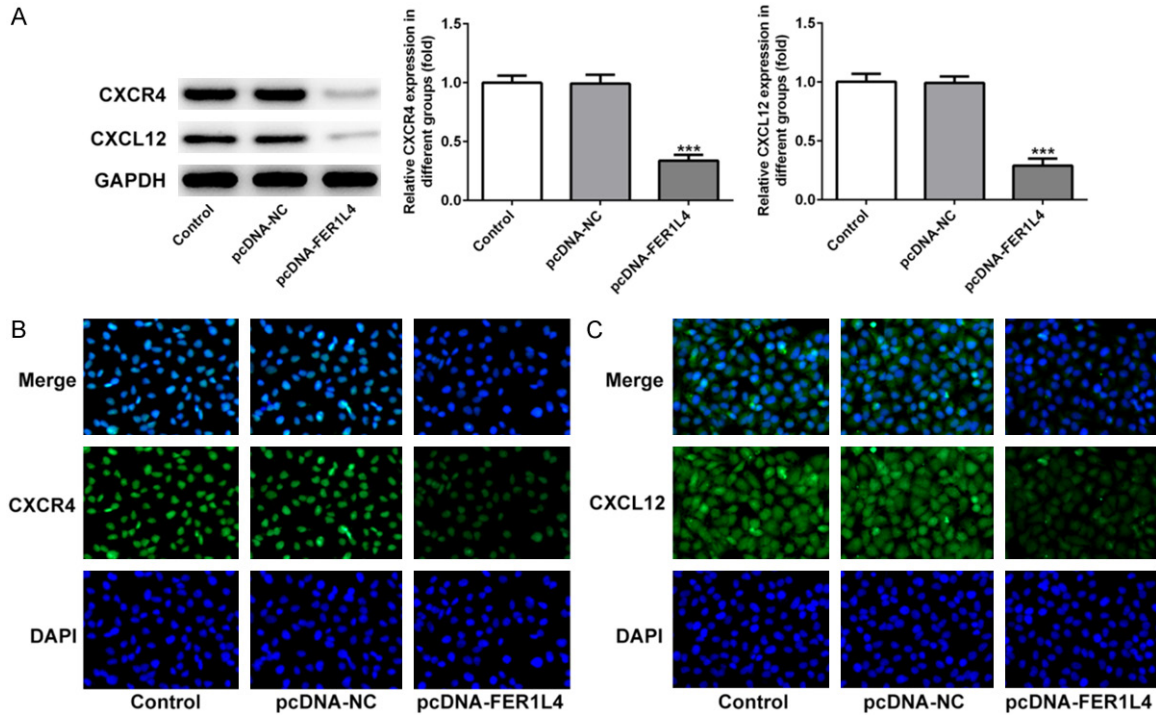 A
CXCR4
CXCL12
GAPDH
Control
pcDNA-NC
pcDNA-FER1L4
Relative CXCR4 expression in
different groups (fold)
1.5
1.0
0.5
0.0
***
Control
pcDNA-NC
pcDNA-FER1L4
Relative CXCL12 expression in
different groups (fold)
1.5
1.0
0.5
0.0
***
Control
pcDNA-NC
pcDNA-FER1L4
B
Merge
CXCR4
DAPI
Control
pcDNA-NC
pcDNA-FER1L4
C
Merge
CXCL12
DAPI
Control
pcDNA-NC
pcDNA-FER1L4